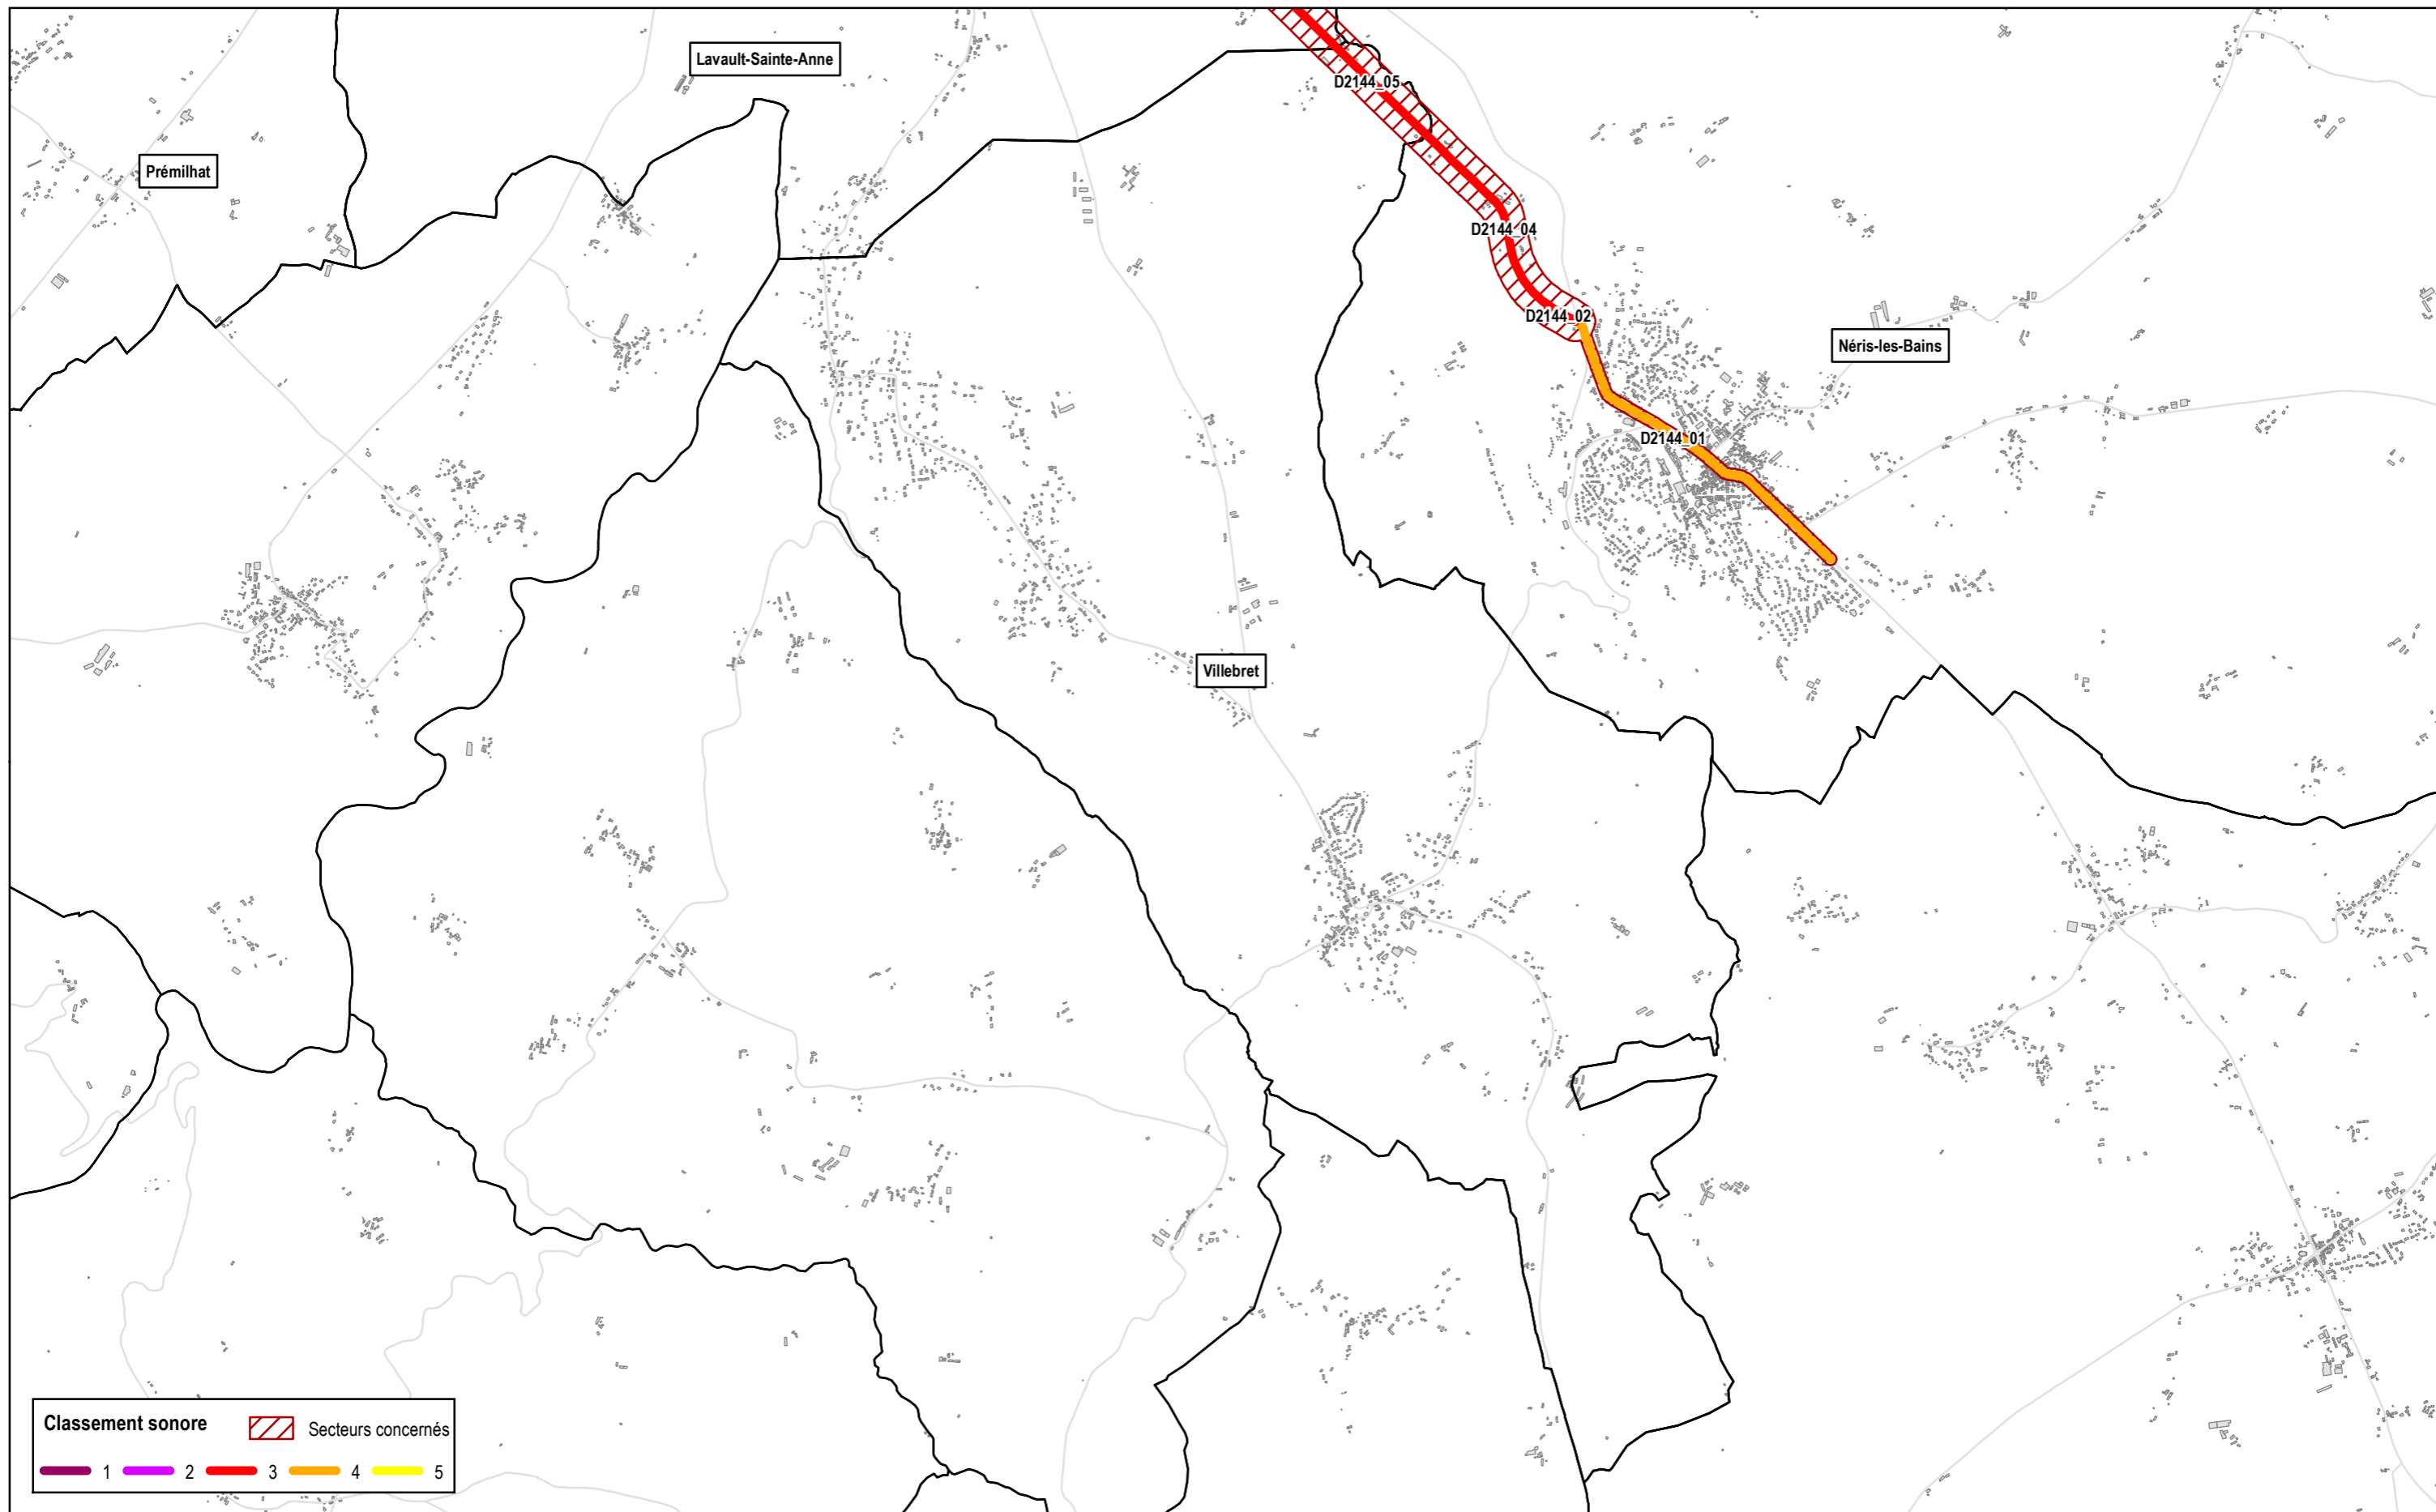 Lavault-Sainte-Anne
D2144_05
Prémilhat
D2144_04
D2144_02
Néris-les-Bains
D2144_01
Villebret
Classement sonore
Secteurs concernés
1 2 3 4 5